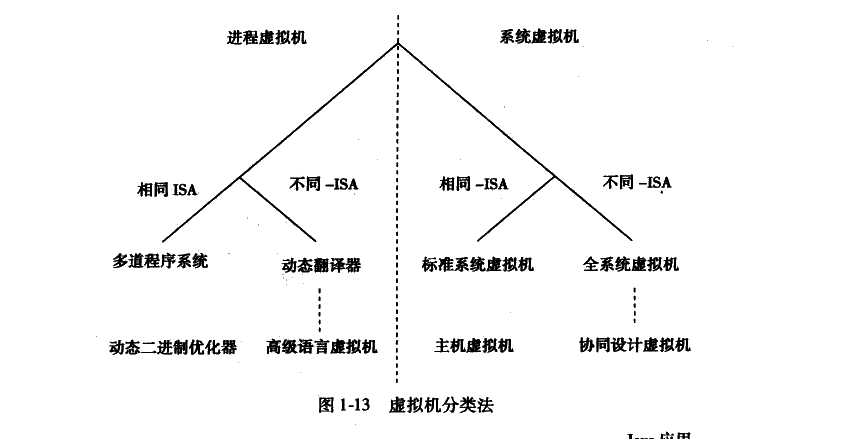 进程虚拟机 系统虚拟机
相同 ISA 不同 –ISA 相同 –ISA 不同 –ISA
多道程序系统 动态翻译器 标准系统虚拟机 全系统虚拟机
动态二进制优化器 高级语言虚拟机 主机虚拟机 协同设计虚拟机
图 1-13 虚拟机分类法